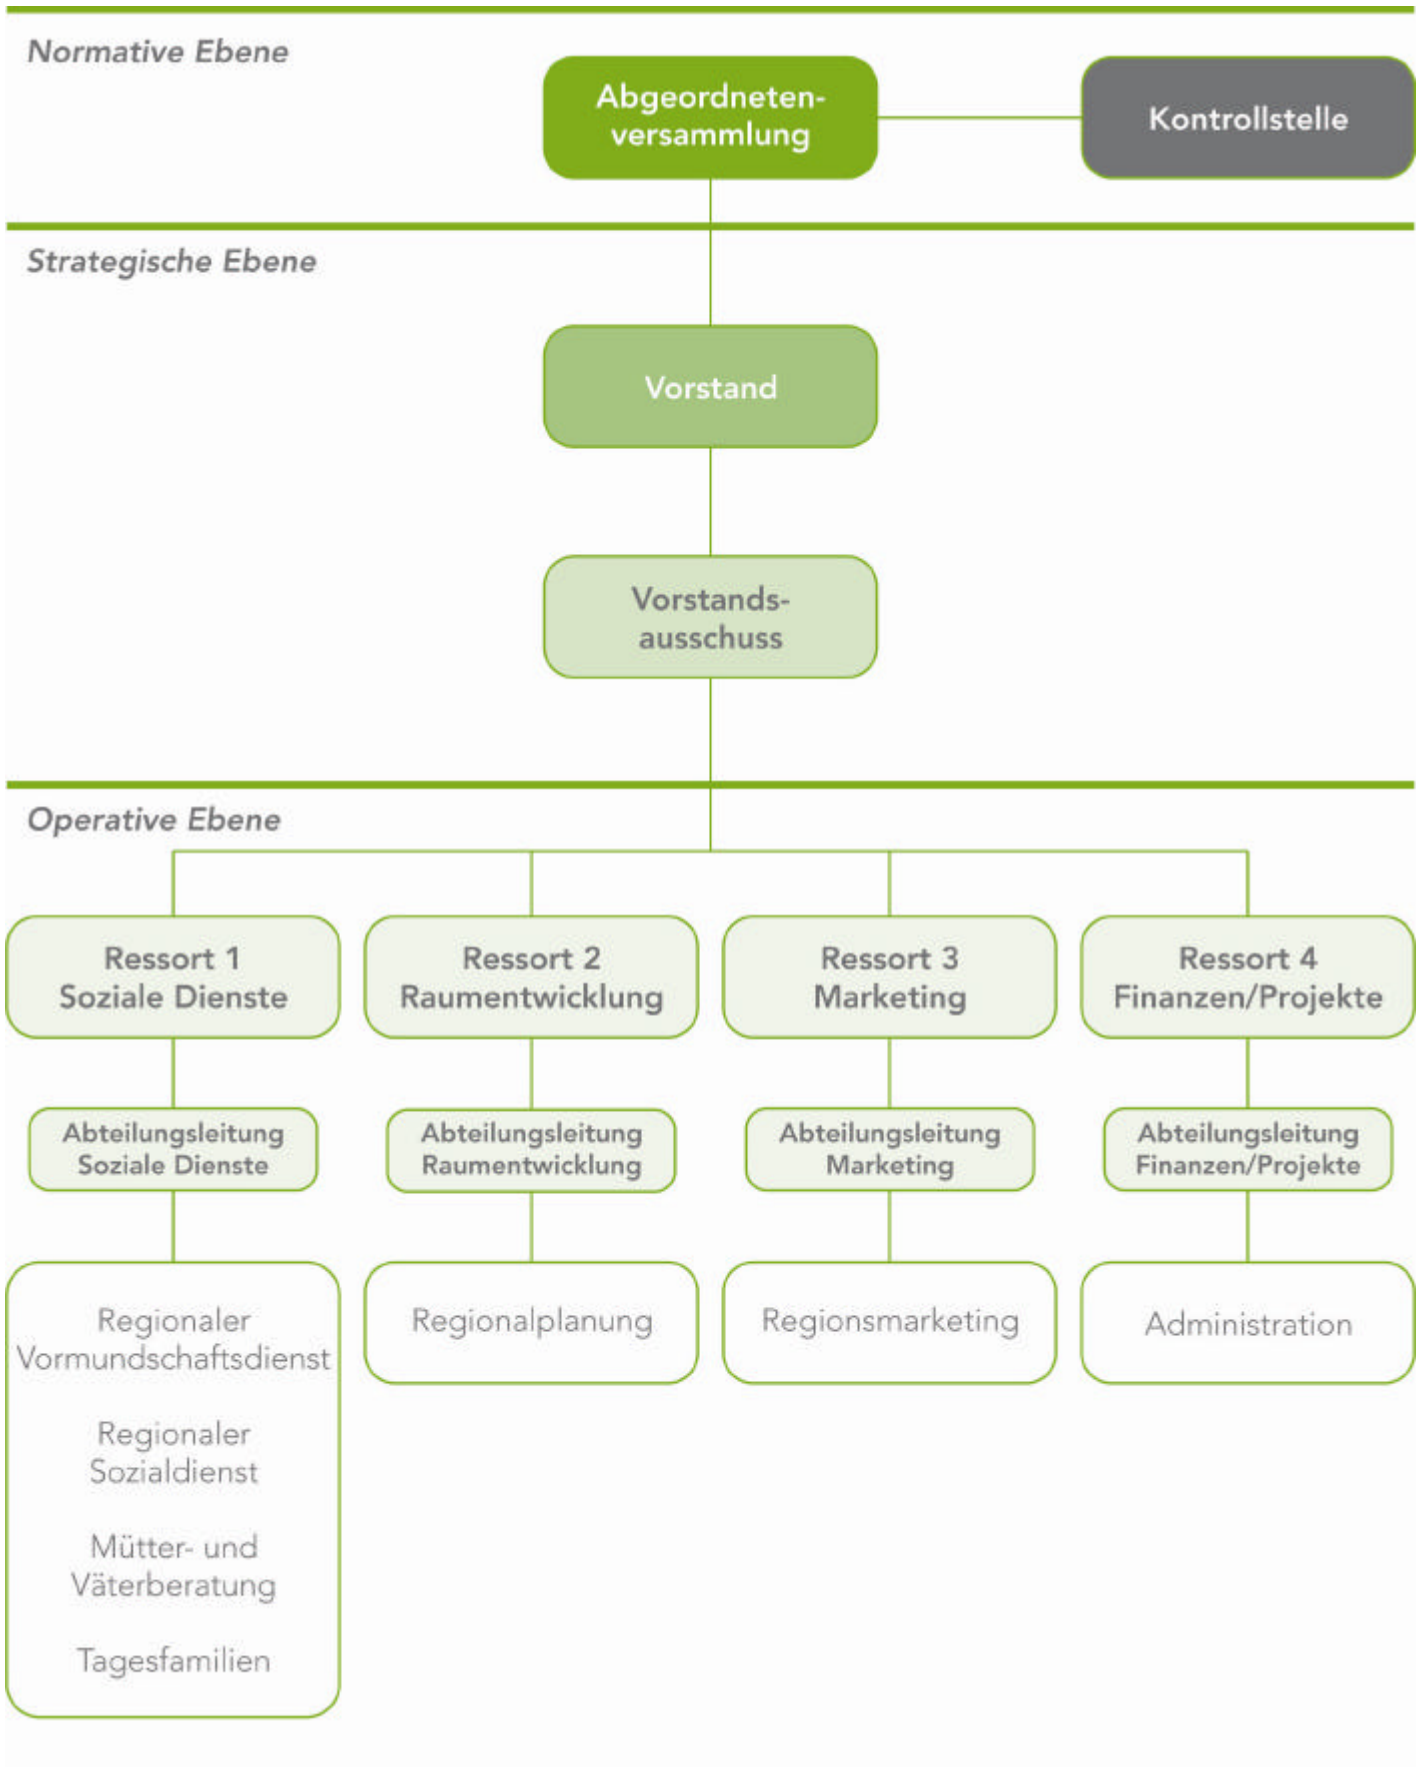 Normative Ebene
Abgeordneten-
versammlung
Kontrollstelle
Strategische Ebene
Vorstand
Vorstands-
ausschuss
Operative Ebene
Ressort 1
Soziale Dienste
Ressort 2
Raumentwicklung
Ressort 3
Marketing
Ressort 4
Finanzen/Projekte
Abteilungsleitung
Soziale Dienste
Abteilungsleitung
Raumentwicklung
Abteilungsleitung
Marketing
Abteilungsleitung
Finanzen/Projekte
Regionaler
Vormundschaftsdienst
Regionaler
Sozialdienst
Mütter- und
Väterberatung
Tagesfamilien
Regionalplanung
Regionsmarketing
Administration